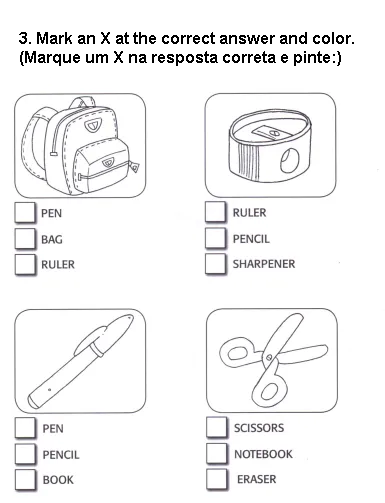 3. Mark an X at the correct answer and color.
(Marque um X na resposta correta e pinte:)
PEN
BAG
RULER
RULER
PENCIL
SHARPENER
PEN
PENCIL
BOOK
SCISSORS
NOTEBOOK
ERASER